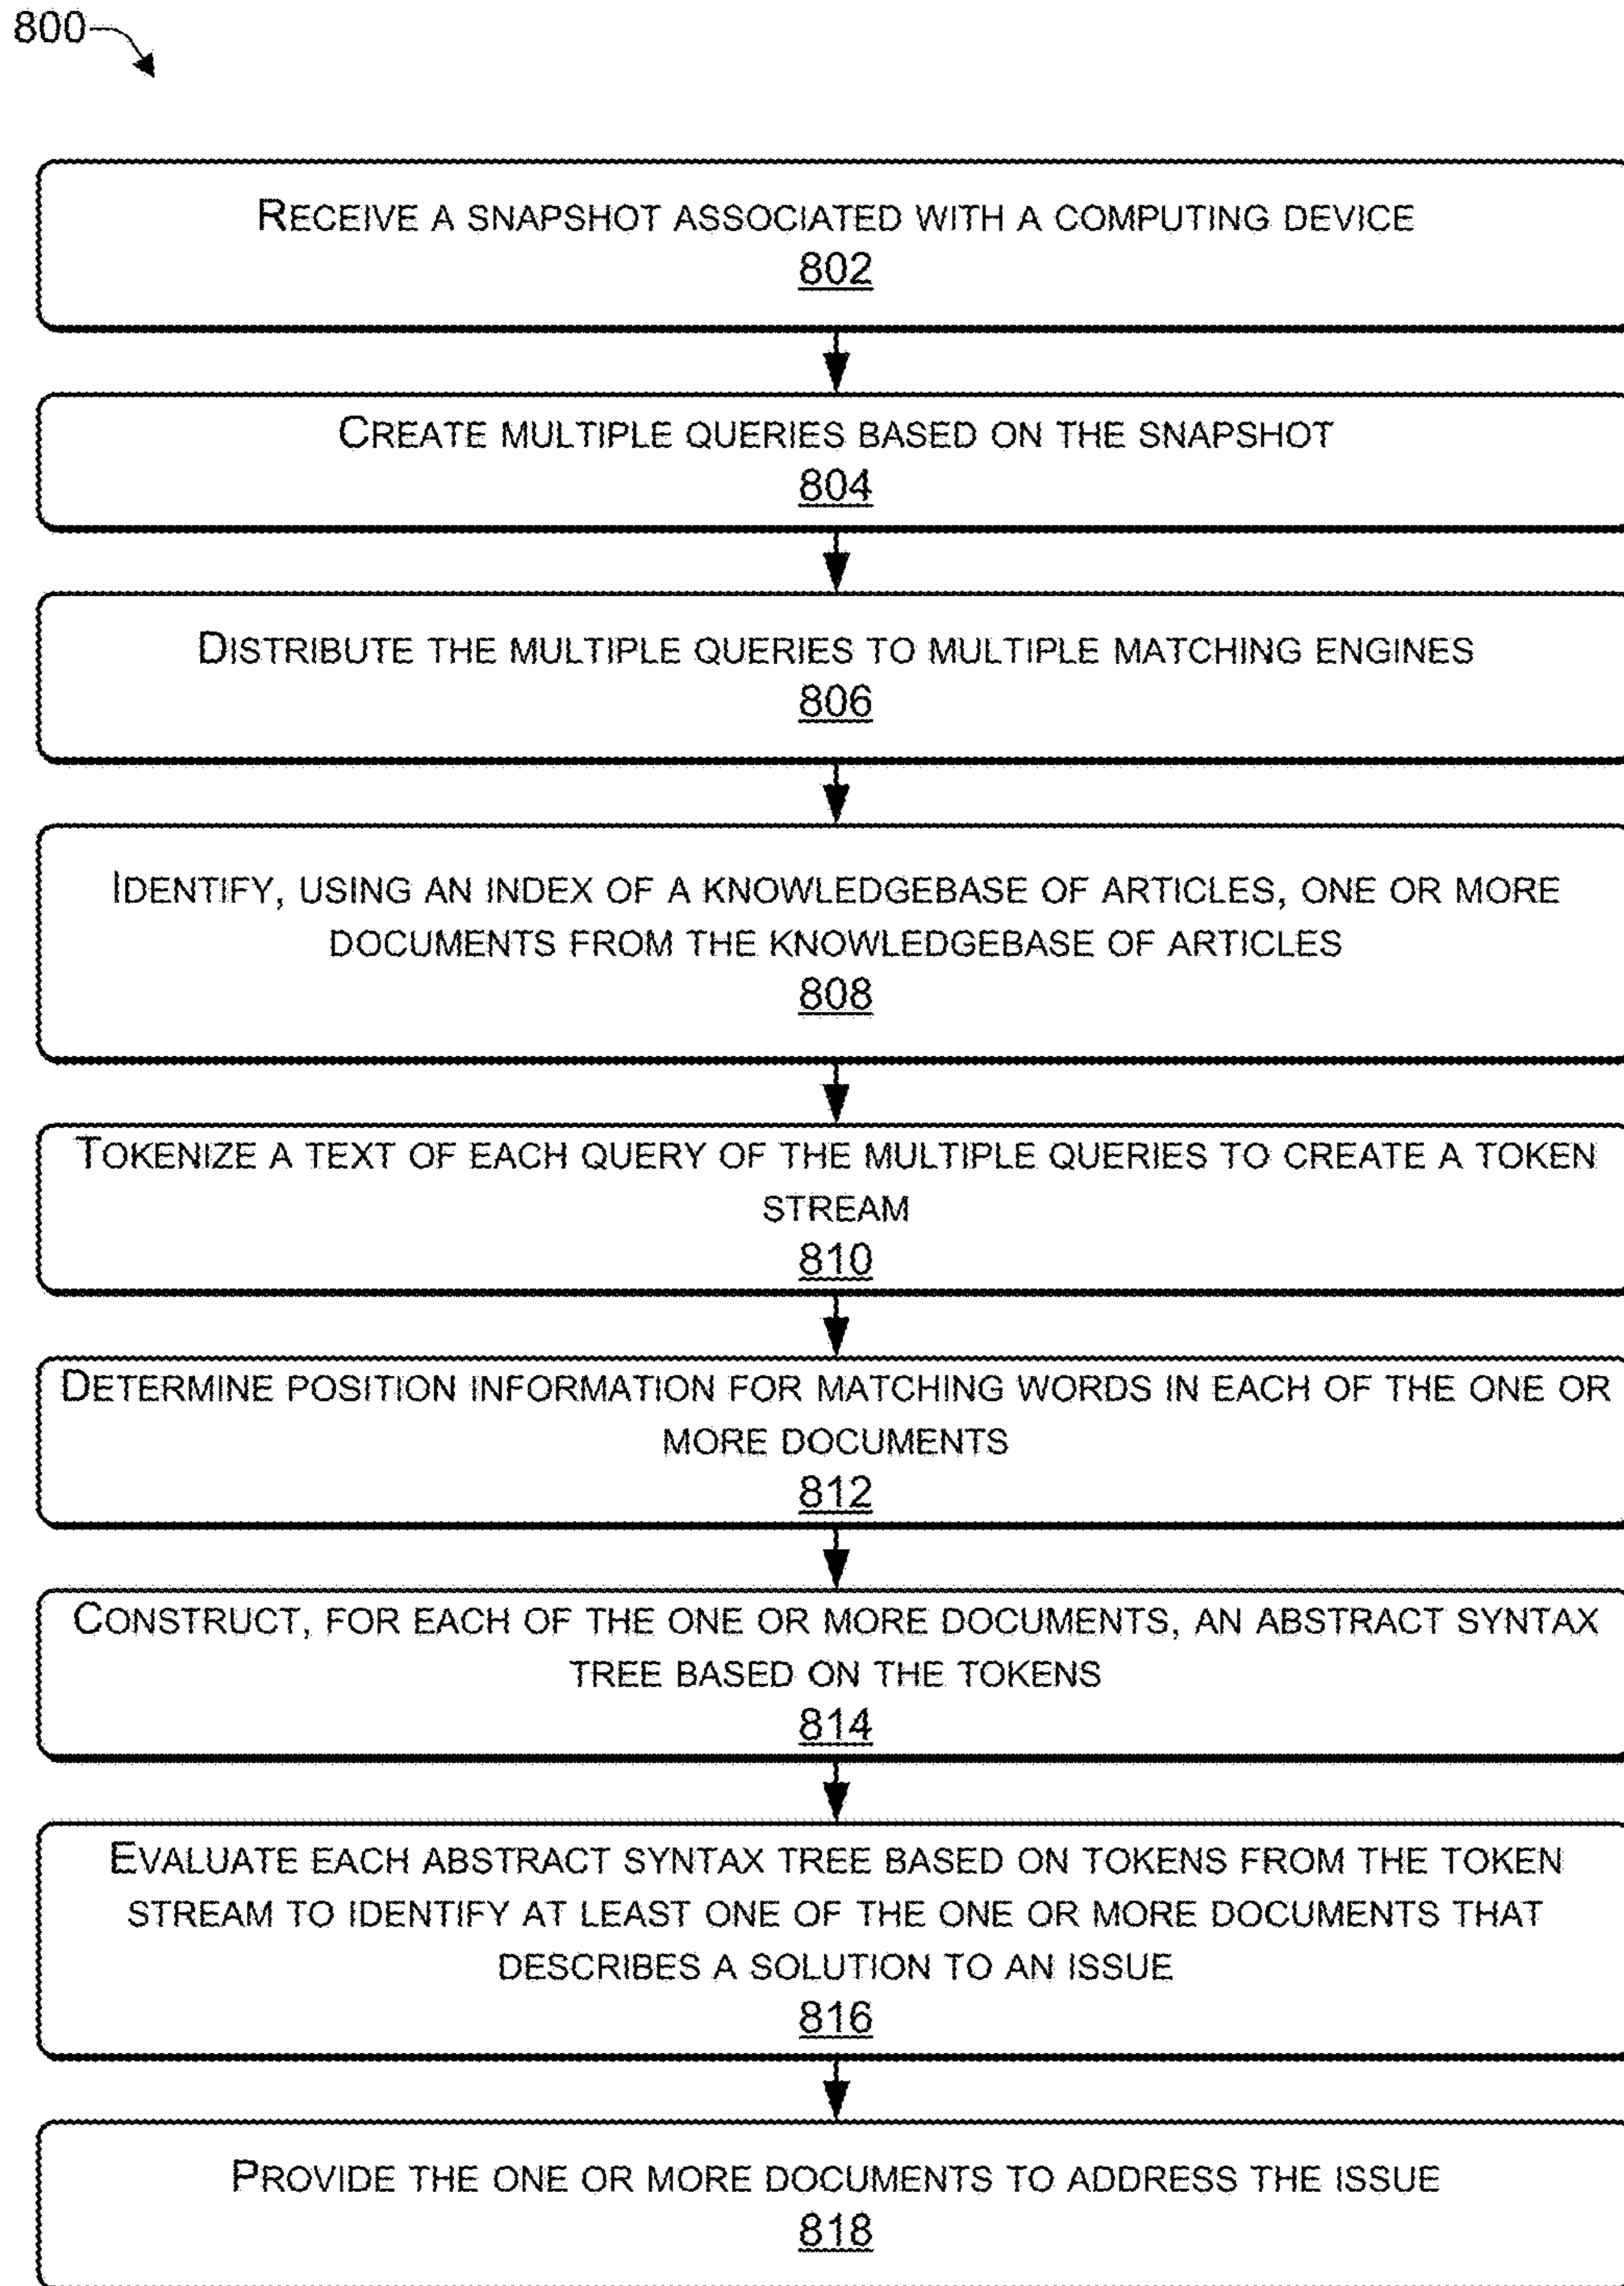 800
RECEIVE A SNAPSHOT ASSOCIATED WITH A COMPUTING DEVICE
802
CREATE MULTIPLE QUERIES BASED ON THE SNAPSHOT
804
DISTRIBUTE THE MULTIPLE QUERIES TO MULTIPLE MATCHING ENGINES
806
IDENTIFY, USING AN INDEX OF A KNOWLEDGEBASE OF ARTICLES, ONE OR MORE
DOCUMENTS FROM THE KNOWLEDGEBASE OF ARTICLES
808
TOKENIZE A TEXT OF EACH QUERY OF THE MULTIPLE QUERIES TO CREATE A TOKEN
STREAM
810
DETERMINE POSITION INFORMATION FOR MATCHING WORDS IN EACH OF THE ONE OR
MORE DOCUMENTS
812
CONSTRUCT, FOR EACH OF THE ONE OR MORE DOCUMENTS, AN ABSTRACT SYNTAX
TREE BASED ON THE TOKENS
814
EVALUATE EACH ABSTRACT SYNTAX TREE BASED ON TOKENS FROM THE TOKEN
STREAM TO IDENTIFY AT LEAST ONE OF THE ONE OR MORE DOCUMENTS THAT
DESCRIBES A SOLUTION TO AN ISSUE
816
PROVIDE THE ONE OR MORE DOCUMENTS TO ADDRESS THE ISSUE
818